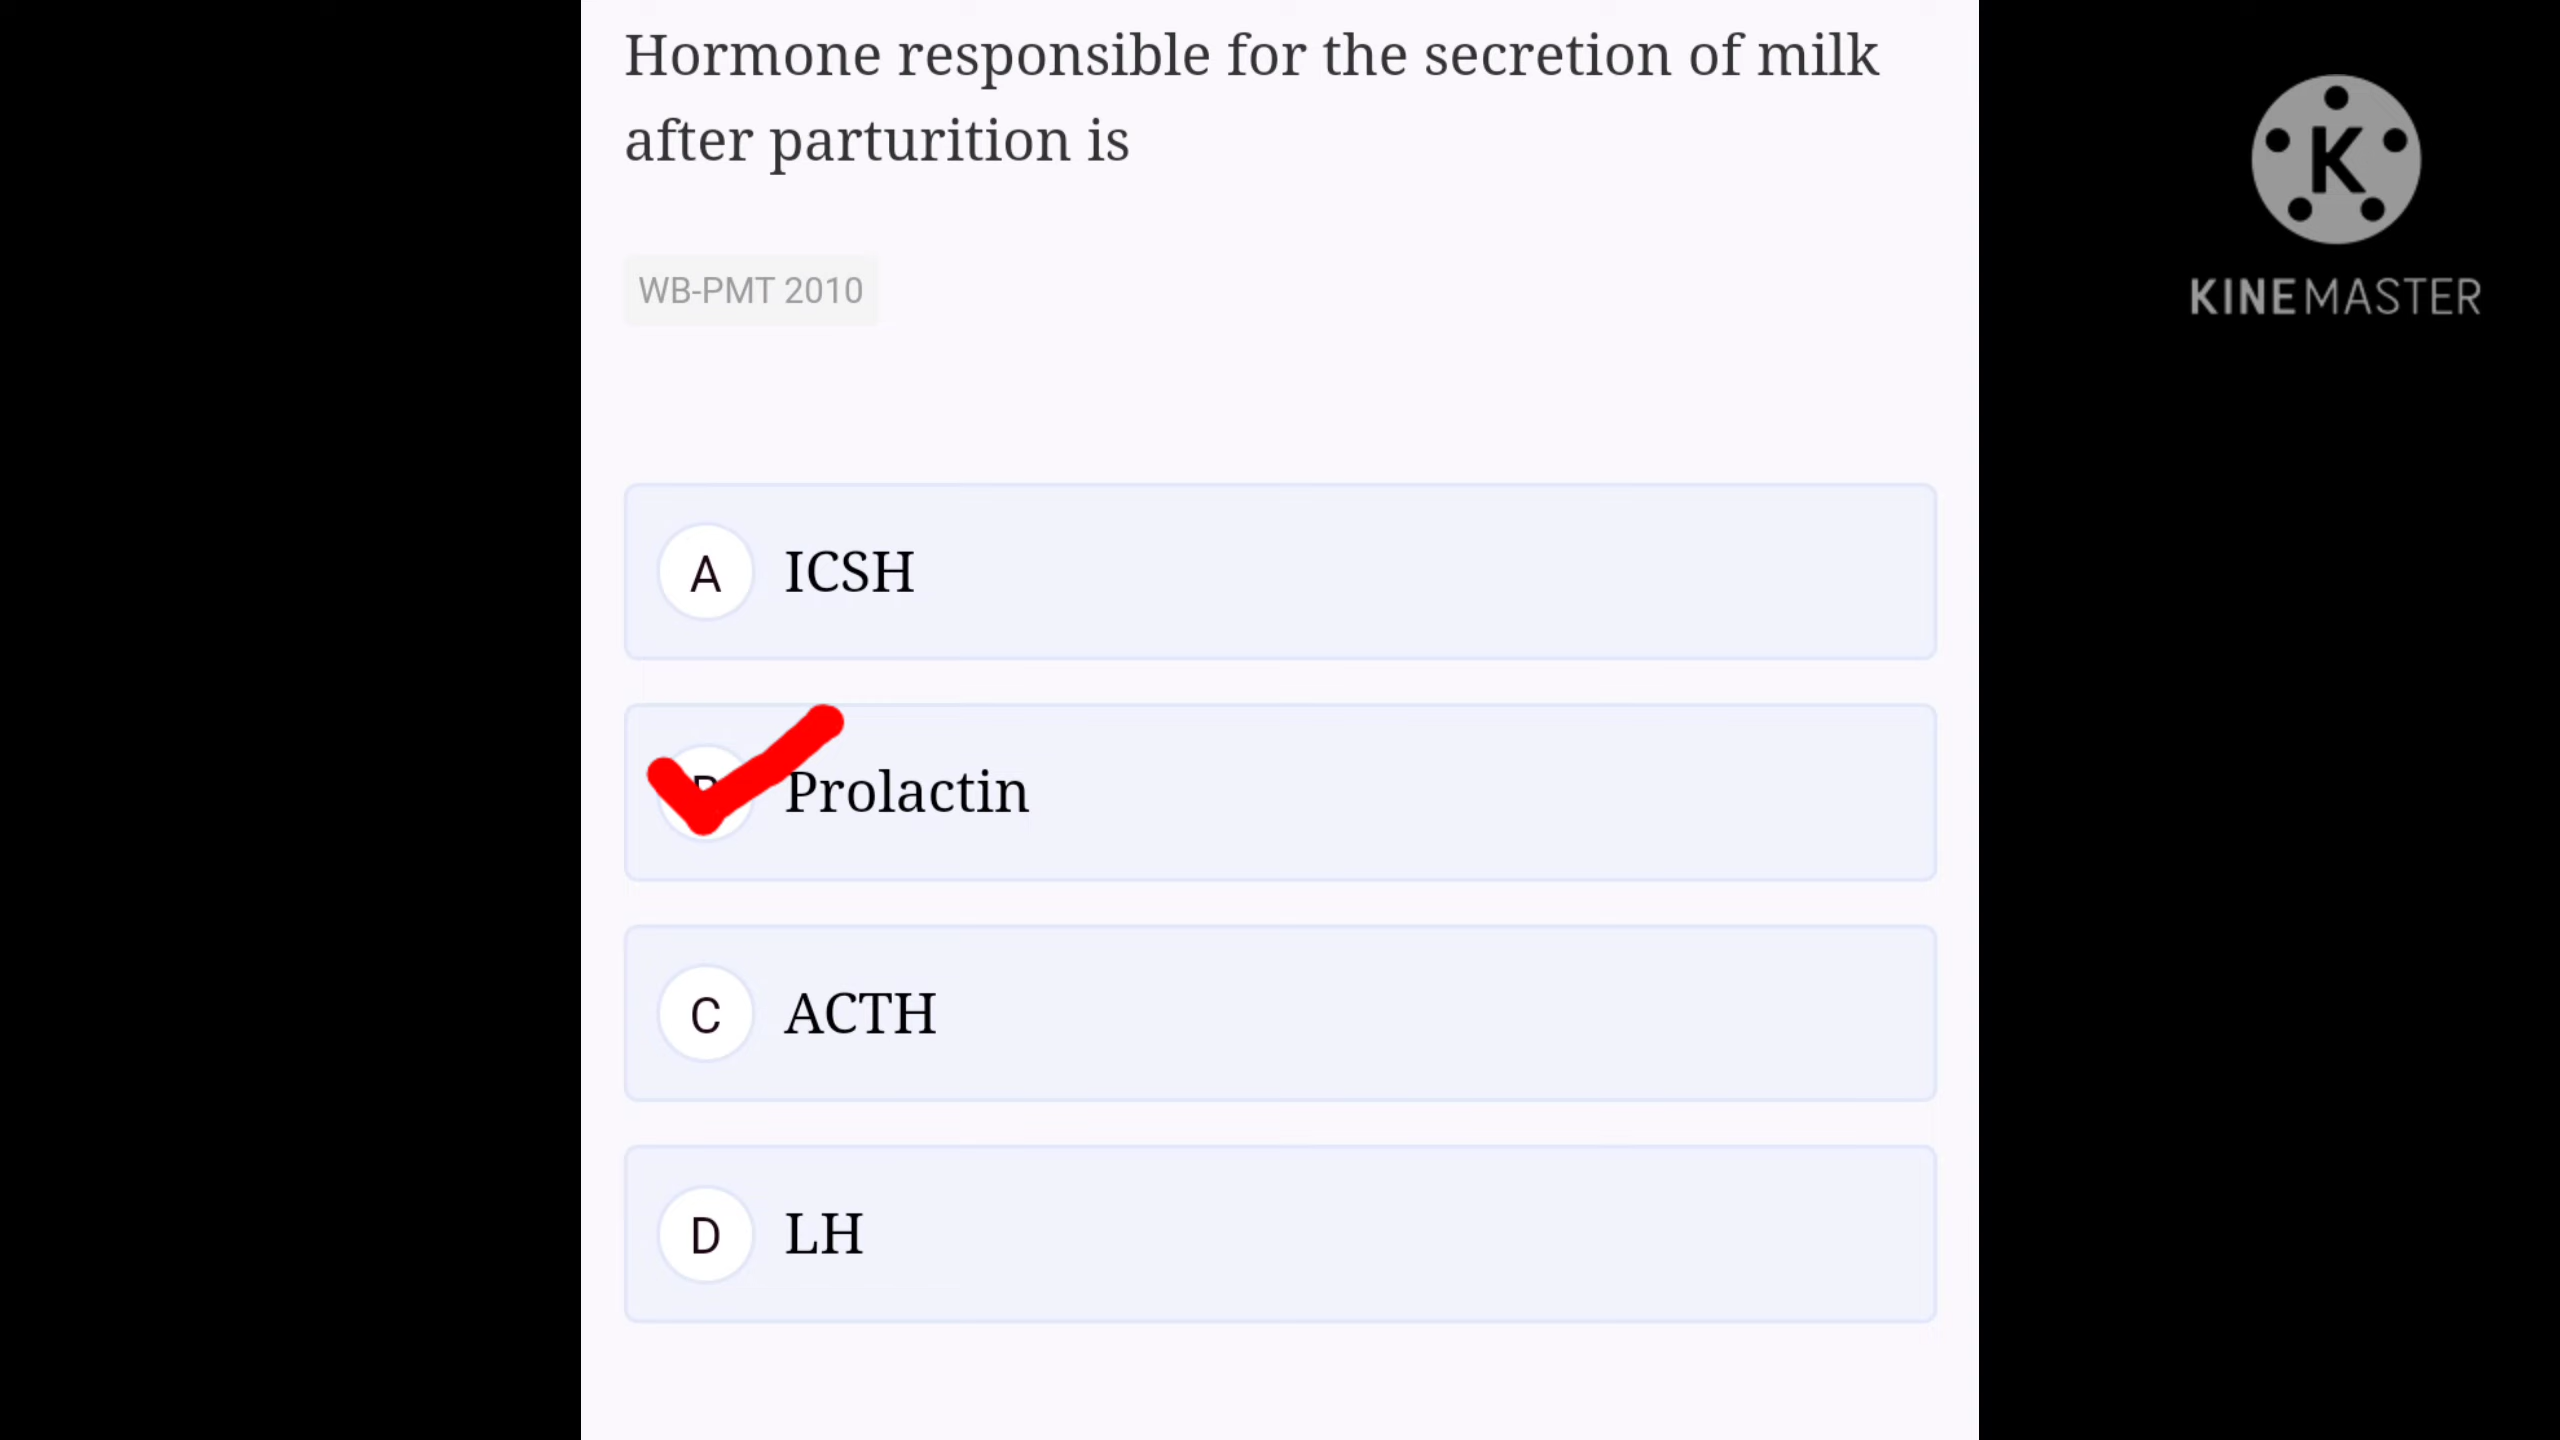 Hormone responsible for the secretion of milk
after parturition is
WB-PMT 2010
K
KINEMASTER
A ICSH
Prolactin
C ACTH
D LH